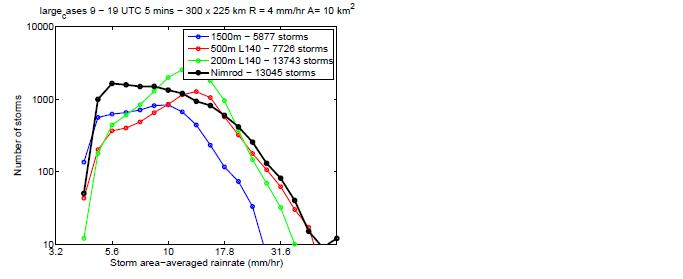 large_cases 9 − 19 UTC 5 mins − 300 x 225 km R = 4 mm/hr A= 10 km2
10000
1500m − 5877 storms
500m L140 − 7726 storms
200m L140 − 13743 storms
Nimrod − 13045 storms
1000
Number of storms
100
10
3.2 5.6 10 17.8 31.6
Storm area−averaged rainrate (mm/hr)